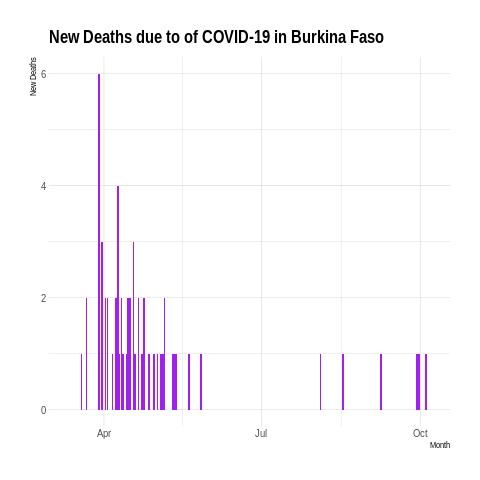 New Deaths due to of COVID-19 in Burkina Faso
New Deaths
6
4
2
0
Apr
Jul
Oct
Month